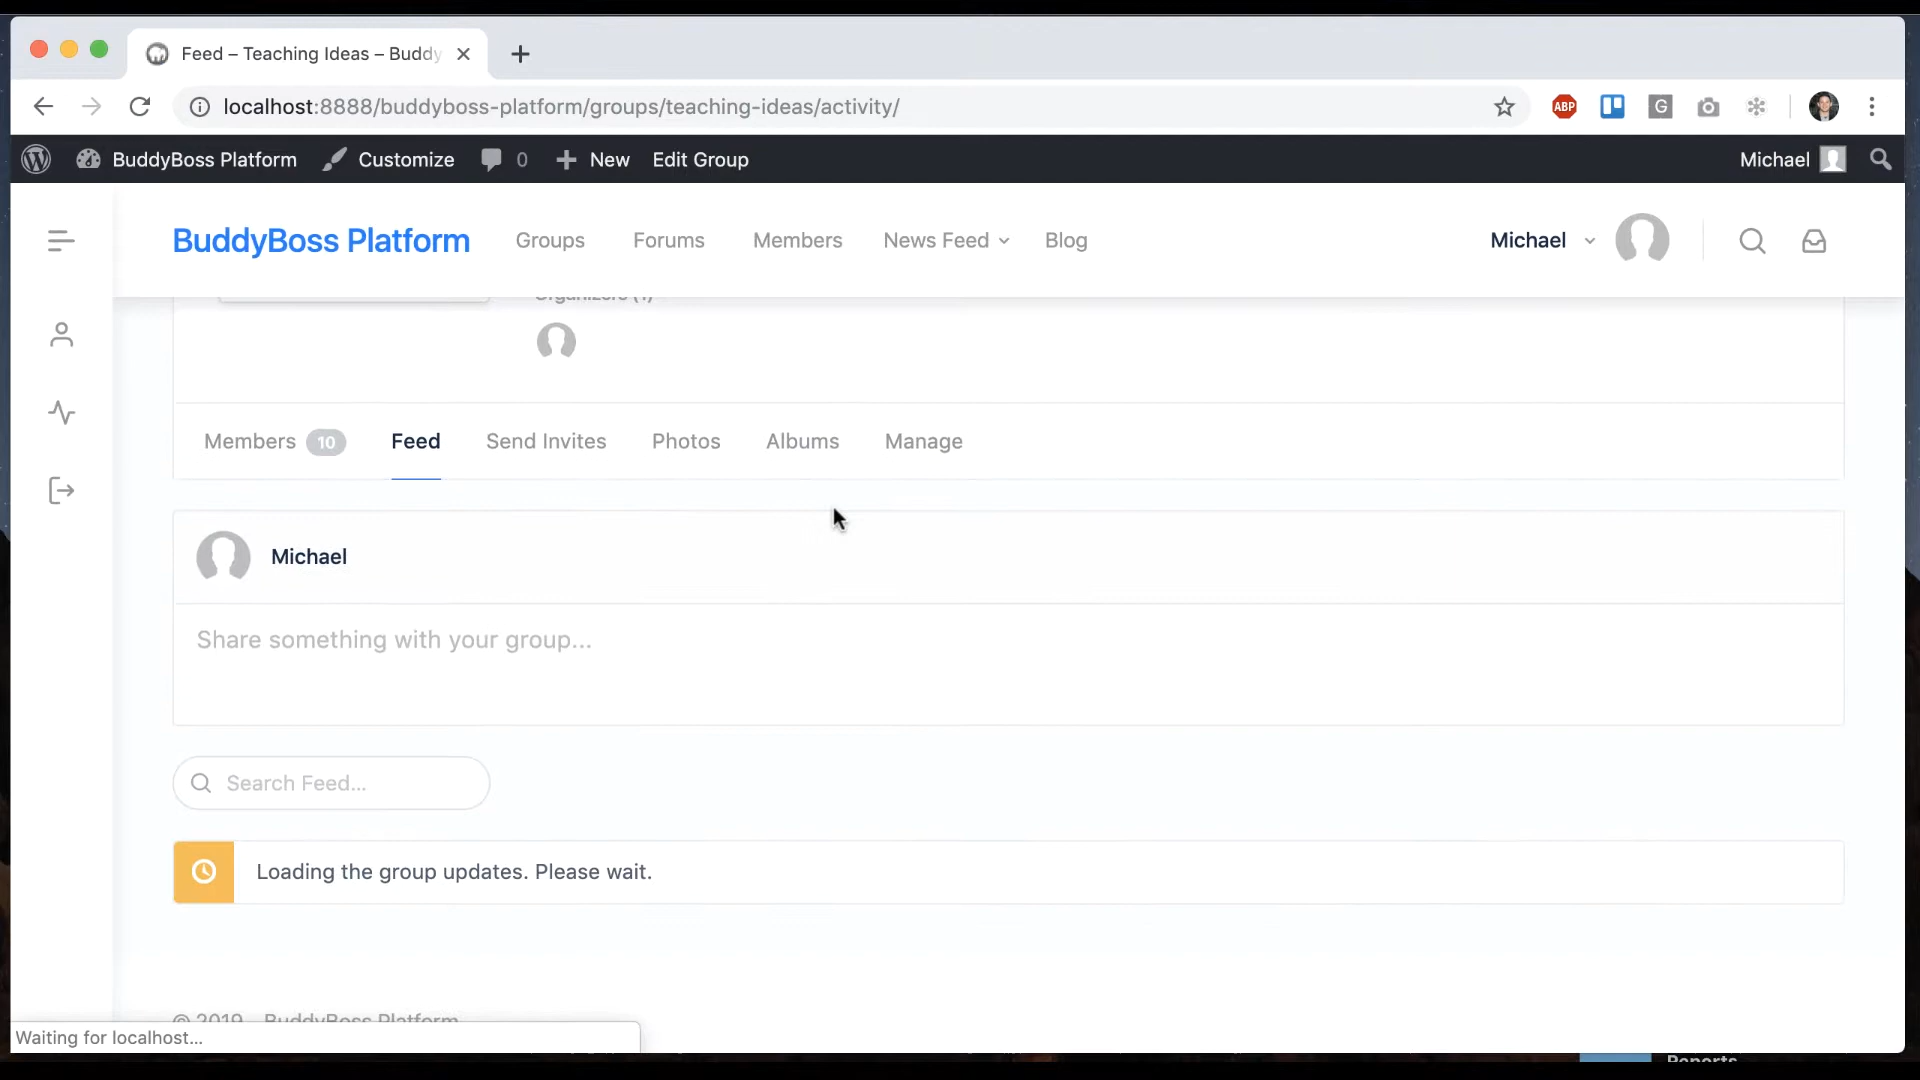 Feed – Teaching Ideas – Buddy
localhost:8888/buddyboss-platform/groups/teaching-ideas/activity/
ABP
G
BuddyBoss Platform Customize 0 New Edit Group Michael
BuddyBoss Platform Groups Forums Members News Feed Blog Michael
Organizers (1)
Members 10 Feed Send Invites Photos Albums Manage
Michael
Share something with your group...
Search Feed...
Loading the group updates. Please wait.
© 2019 BuddyBoss Platform
Waiting for localhost...
Reports